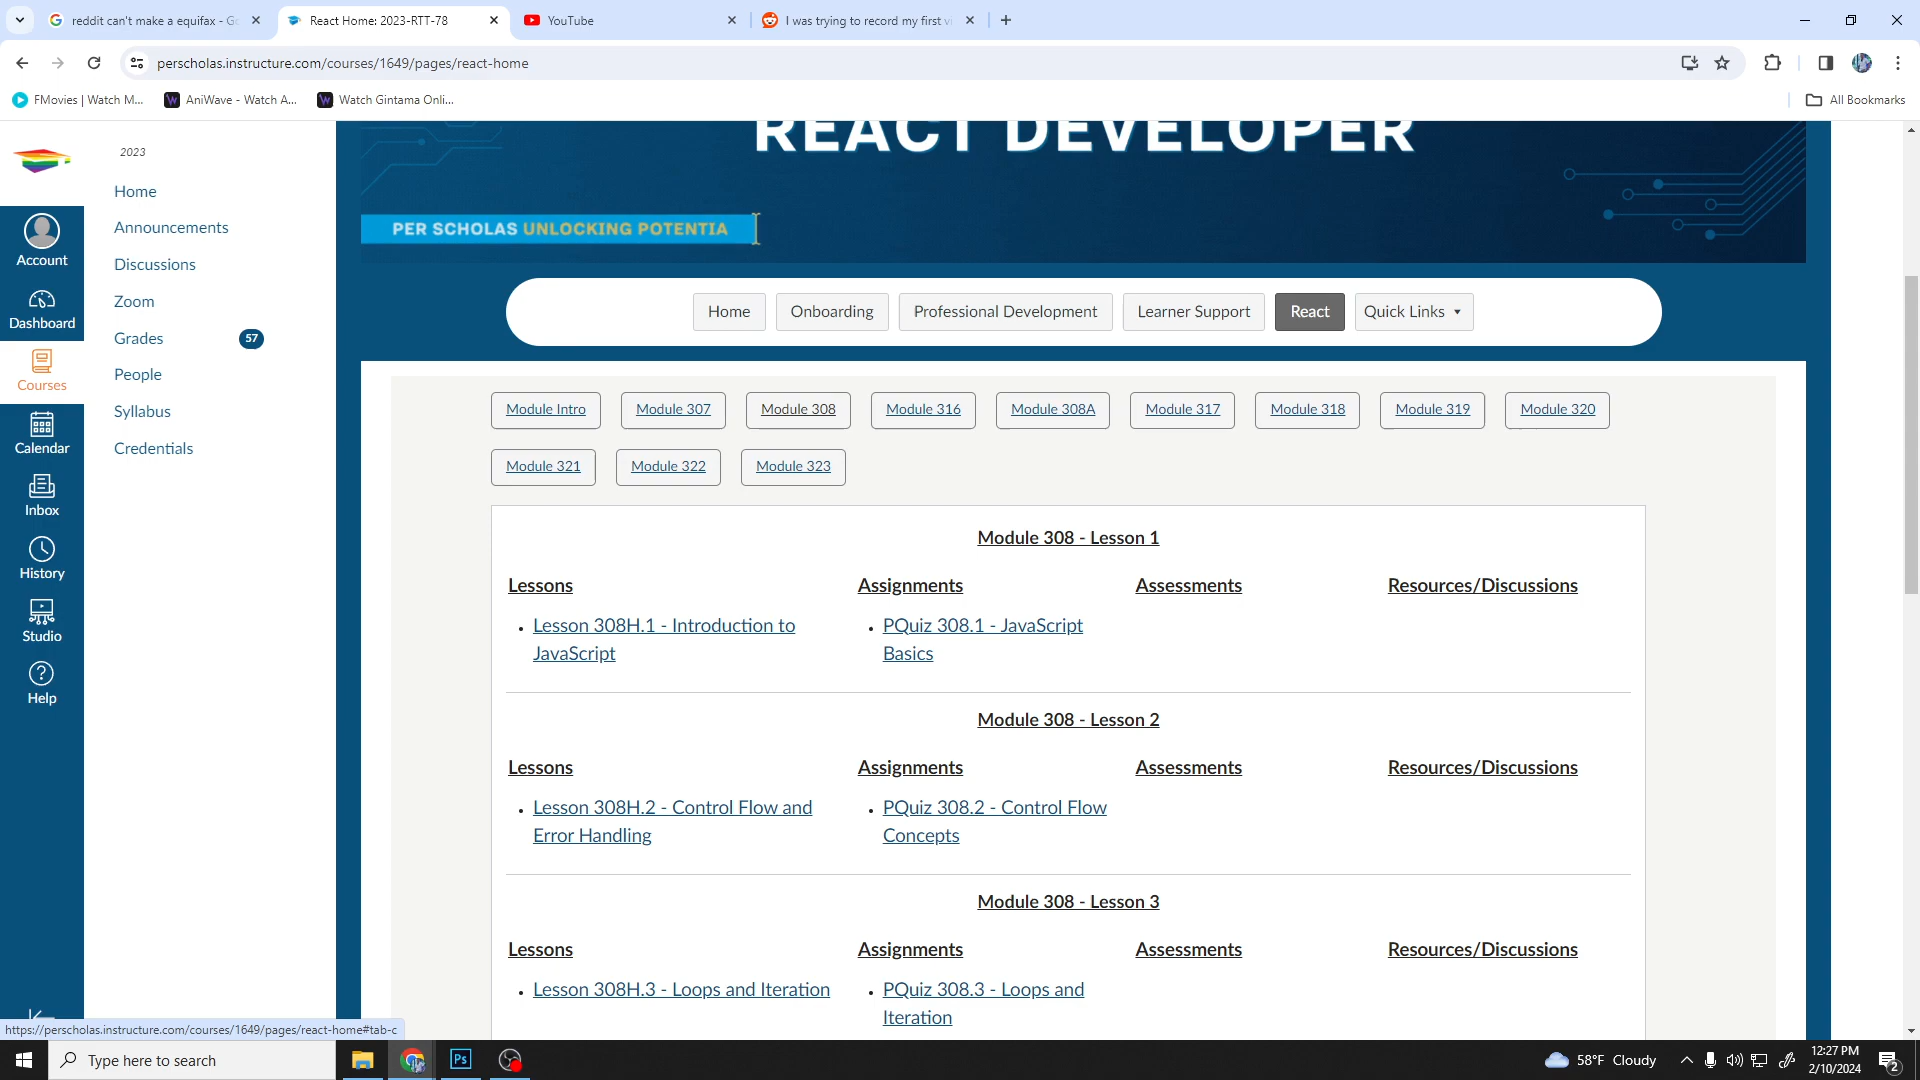 reddit can't make a equifax - Go
React Home: 2023-RTT-78
YouTube
I was trying to record my first vi
perscholas.instructure.com/courses/1649/pages/react-home
FMovies | Watch M...
AniWave - Watch A...
Watch Gintama Onli...
All Bookmarks
2023
Home
Announcements
Discussions
Zoom
Grades
57
People
Syllabus
Credentials
Account
Dashboard
Courses
Calendar
Inbox
History
Studio
Help
REACT DEVELOPER
PER SCHOLAS UNLOCKING POTENTIA
Home
Onboarding
Professional Development
Learner Support
React
Quick Links
Module Intro
Module 307
Module 308
Module 316
Module 308A
Module 317
Module 318
Module 319
Module 320
Module 321
Module 322
Module 323
Module 308 - Lesson 1
Lessons
Assignments
Assessments
Resources/Discussions
Lesson 308H.1 - Introduction to
JavaScript
PQuiz 308.1 - JavaScript
Basics
Module 308 - Lesson 2
Lessons
Assignments
Assessments
Resources/Discussions
Lesson 308H.2 - Control Flow and
Error Handling
PQuiz 308.2 - Control Flow
Concepts
Module 308 - Lesson 3
Lessons
Assignments
Assessments
Resources/Discussions
Lesson 308H.3 - Loops and Iteration
PQuiz 308.3 - Loops and
Iteration
https://perscholas.instructure.com/courses/1649/pages/react-home#tab-c
Type here to search
Ps
58°F Cloudy
12:27 PM
2/10/2024
2